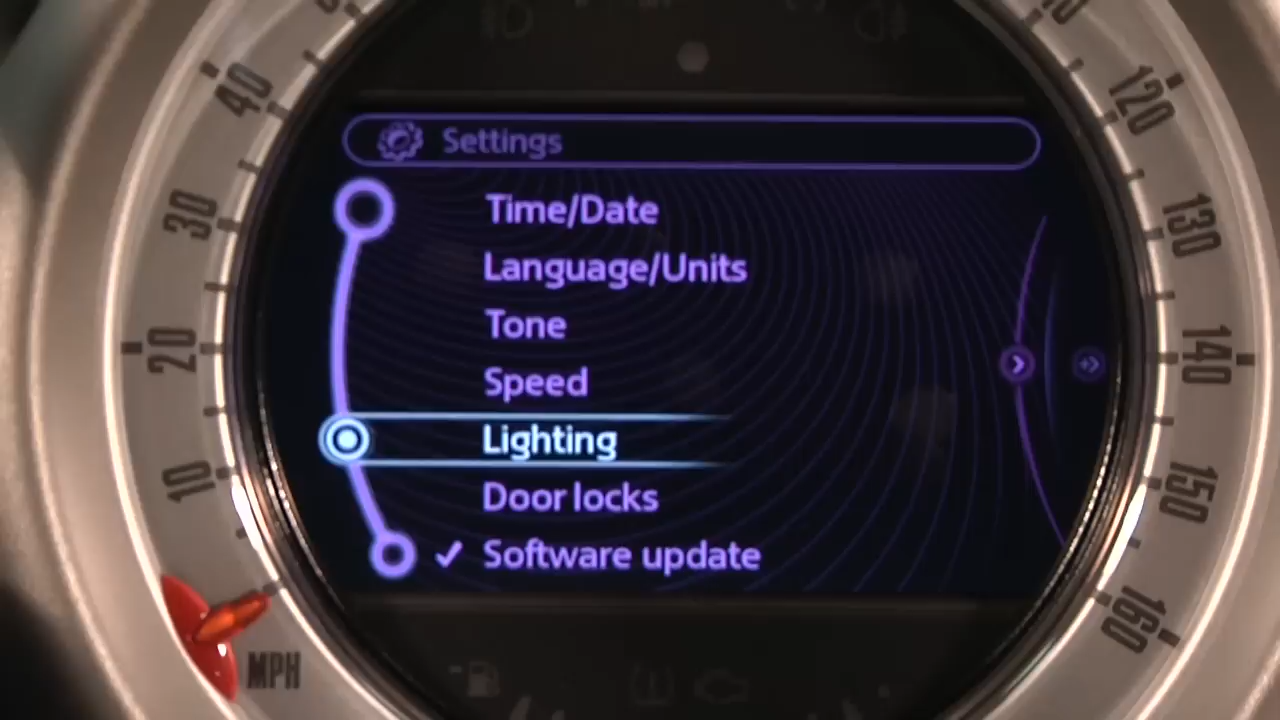 Settings
Time/Date
Language/Units
Tone
Speed
Lighting
Door locks
Software update
40
30
20
10
MPH
120
130
140
150
160